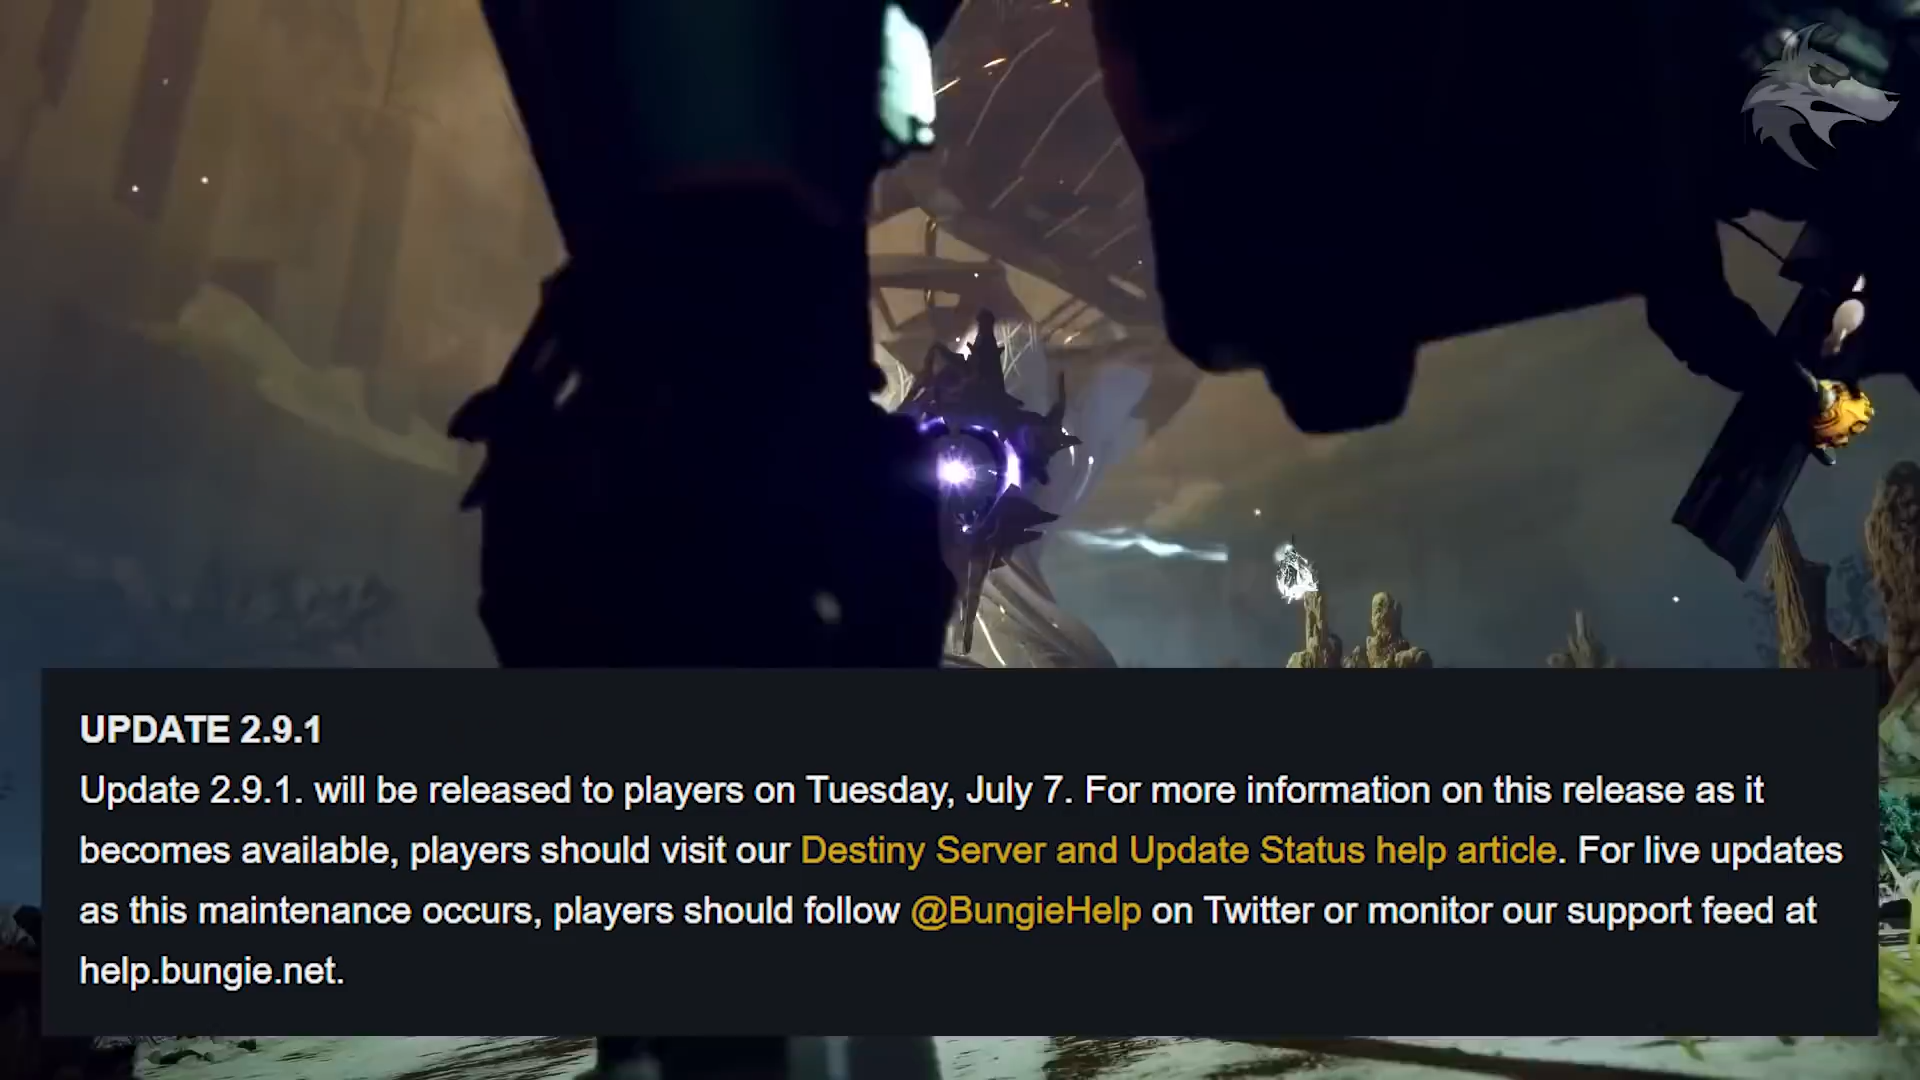 UPDATE 2.9.1
Update 2.9.1. will be released to players on Tuesday, July 7. For more information on this release as it
becomes available, players should visit our Destiny Server and Update Status help article. For live updates
as this maintenance occurs, players should follow @BungieHelp on Twitter or monitor our support feed at
help.bungie.net.